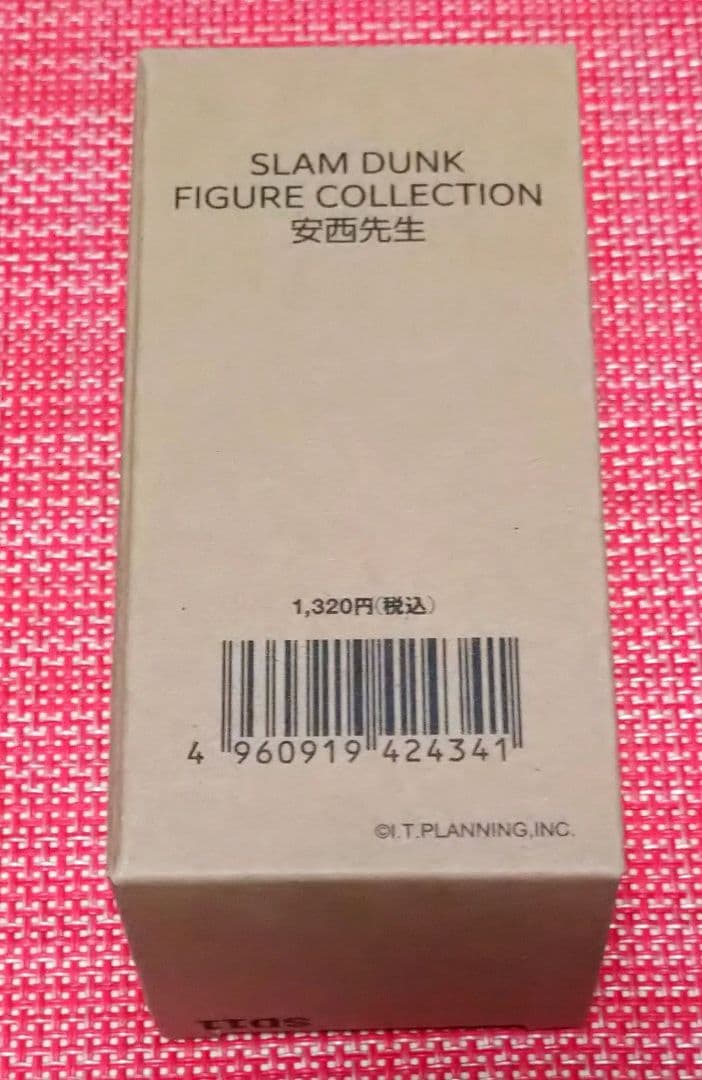 SLAM DUNK
FIGURE COLLECTION
安西先生
1,320円(税込)
4 960919 424341
©I.T.PLANNING,INC.
SD11